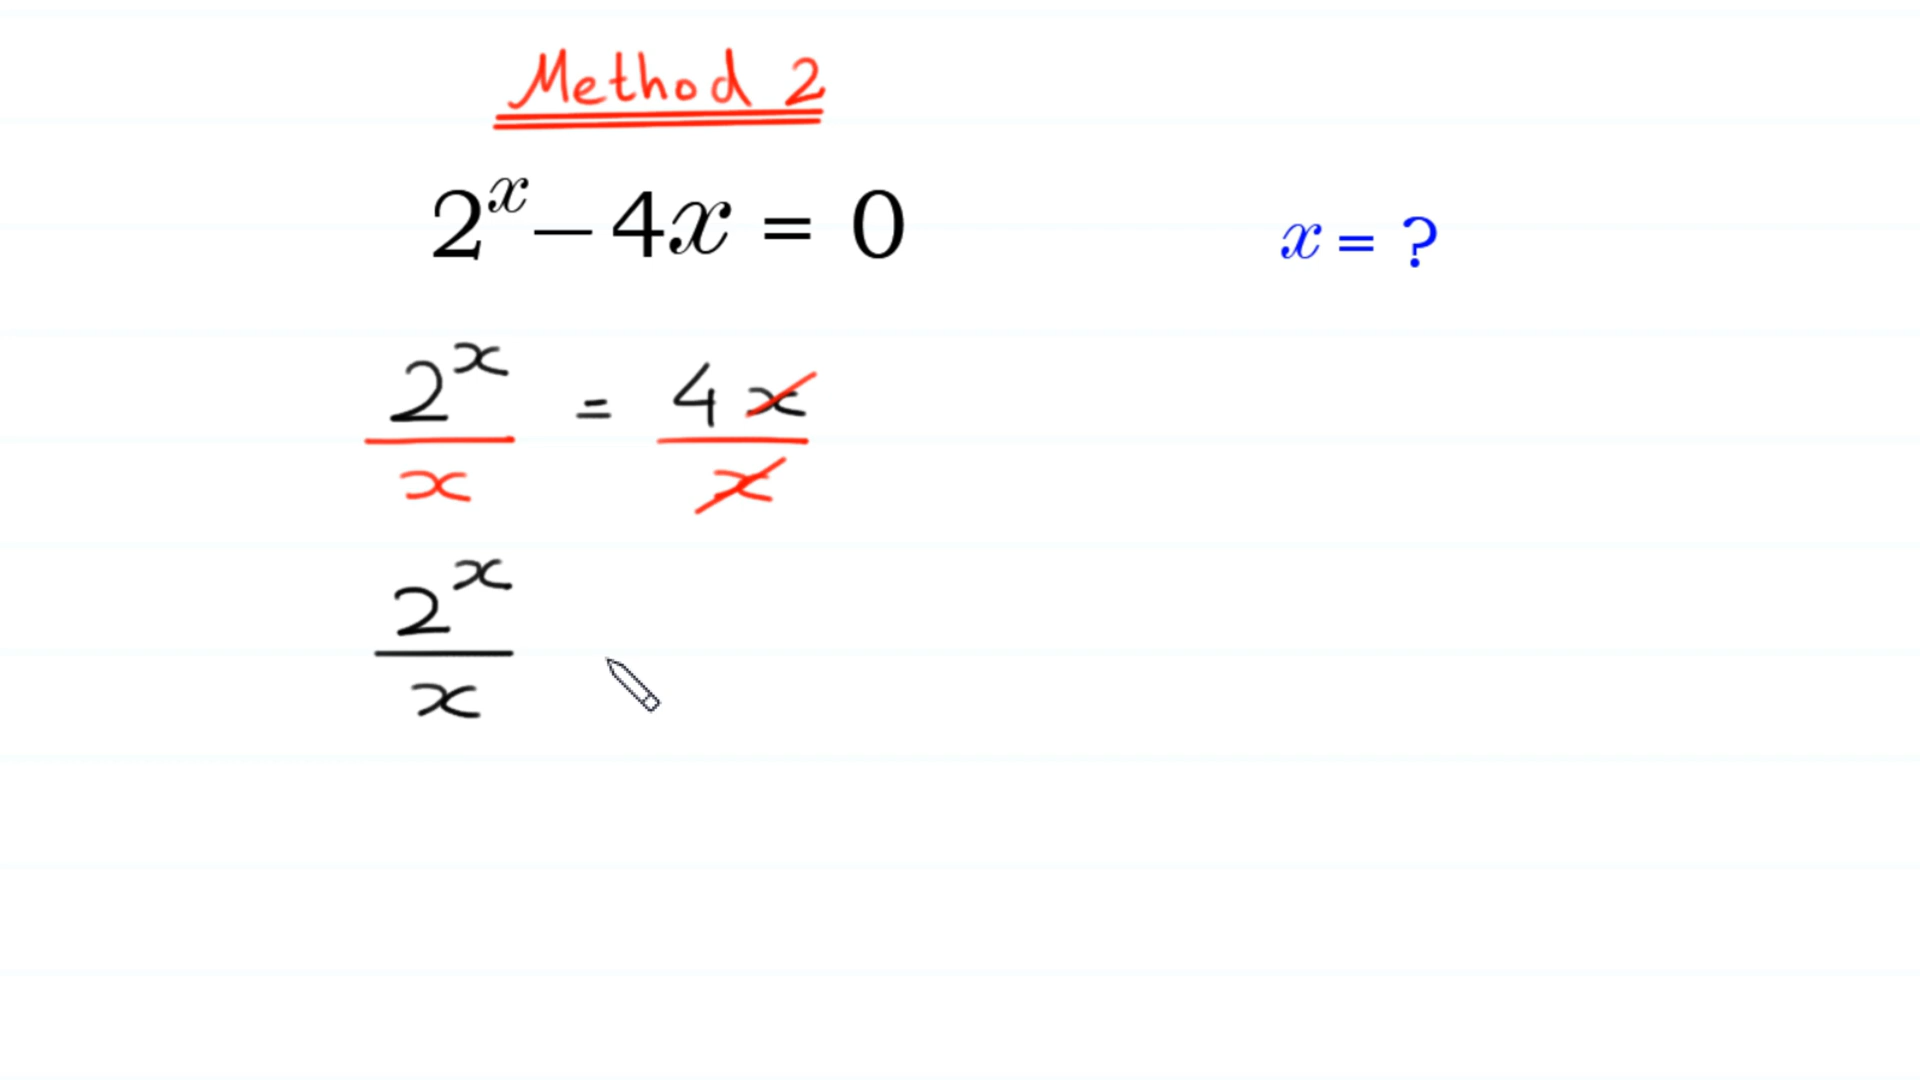 Method 2
2^x − 4x = 0
x = ?
2^x/x = 4x/x
2^x/x